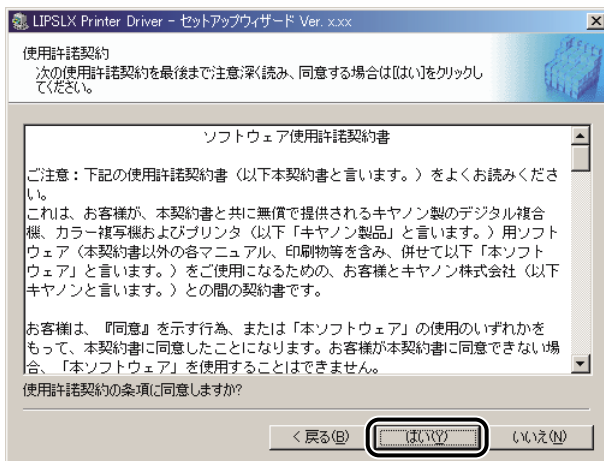 LIPSLX Printer Driver - セットアップウィザード Ver. x.xx
使用許諾契約
次の使用許諾契約を最後まで注意深く読み、同意する場合は[はい]をクリックし
てください。
ソフトウェア使用許諾契約書
ご注意：下記の使用許諾契約書（以下本契約書と言います。）をよくお読みくださ
い。
これは、お客様が、本契約書と共に無償で提供されるキヤノン製のデジタル複合
機、カラー複写機およびプリンタ（以下「キヤノン製品」と言います。）用ソフト
ウェア（本契約書以外の各マニュアル、印刷物等を含み、併せて以下「本ソフト
ウェア」と言います。）をご使用になるための、お客様とキヤノン株式会社（以下
キヤノンと言います。）との間の契約書です。
お客様は、『同意』を示す行為、または「本ソフトウェア」の使用のいずれかを
もって、本契約書に同意したことになります。お客様が本契約書に同意できない場
合、「本ソフトウェア」を使用することはできません。
使用許諾契約の条項に同意しますか?
< 戻る(B) はい(Y) いいえ(N)